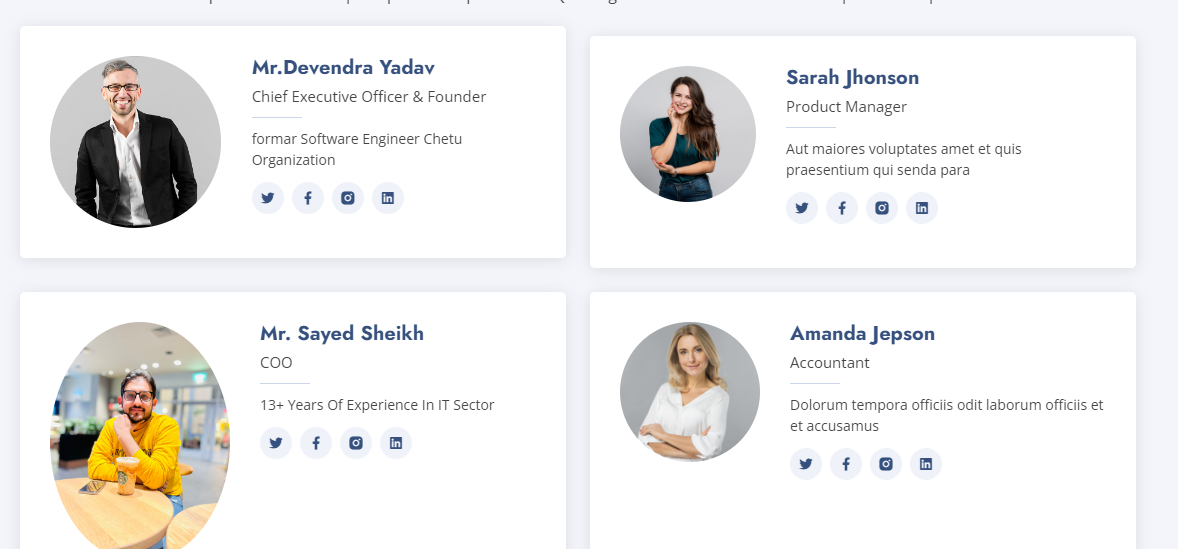 Mr.Devendra Yadav
Chief Executive Officer & Founder
formar Software Engineer Chetu
Organization
Sarah Jhonson
Product Manager
Aut maiores voluptates amet et quis
praesentium qui senda para
Mr. Sayed Sheikh
COO
13+ Years Of Experience In IT Sector
Amanda Jepson
Accountant
Dolorum tempora officiis odit laborum officiis et
et accusamus